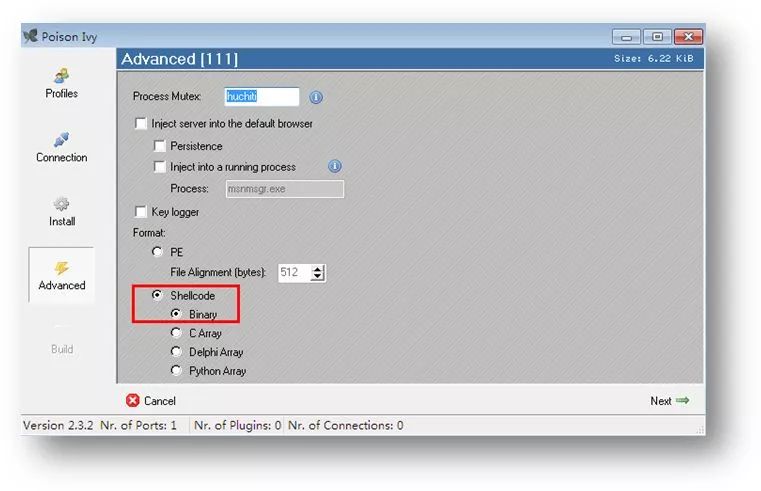 Poison Ivy
Advanced [111]
Size: 6.22 KiB
Profiles
Connection
Install
Advanced
Build
Process Mutex: huchiti
Inject server into the default browser
Persistence
Inject into a running process
Process: msnmsgr.exe
Key logger
Format:
PE
File Alignment (bytes): 512
Shellcode
Binary
C Array
Delphi Array
Python Array
Cancel
Next
Version 2.3.2 Nr. of Ports: 1 Nr. of Plugins: 0 Nr. of Connections: 0